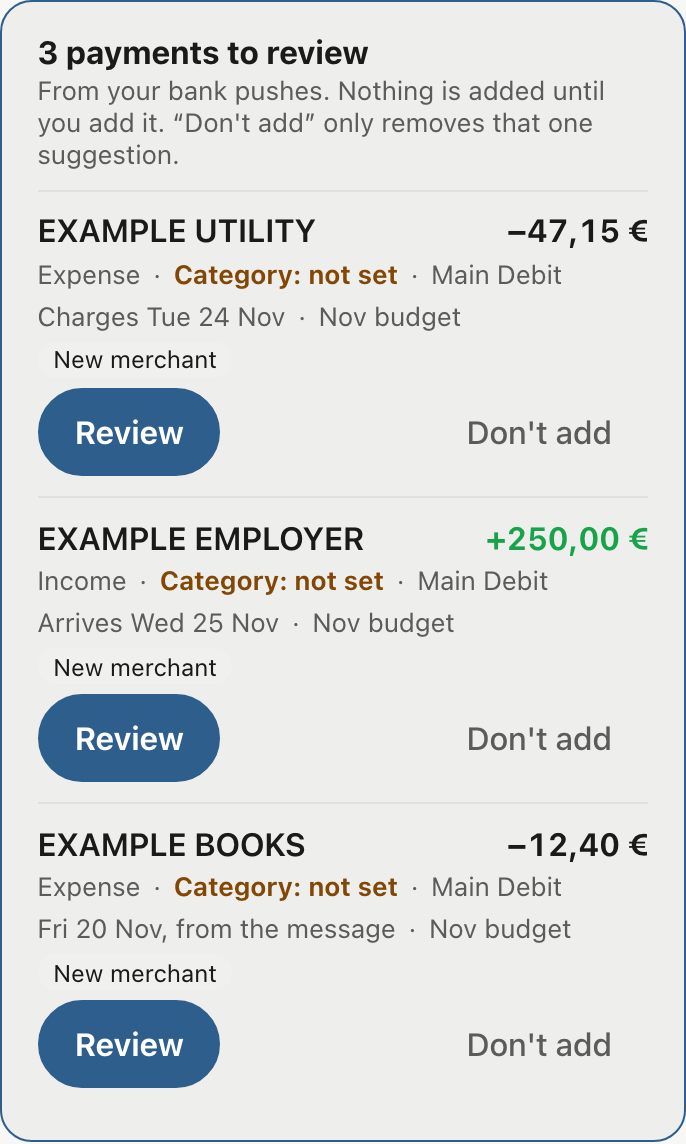 3 payments to review
From your bank pushes. Nothing is added until
you add it. “Don't add” only removes that one
suggestion.
EXAMPLE UTILITY −47,15 €
Expense · Category: not set · Main Debit
Charges Tue 24 Nov · Nov budget
New merchant
Review Don't add
EXAMPLE EMPLOYER +250,00 €
Income · Category: not set · Main Debit
Arrives Wed 25 Nov · Nov budget
New merchant
Review Don't add
EXAMPLE BOOKS −12,40 €
Expense · Category: not set · Main Debit
Fri 20 Nov, from the message · Nov budget
New merchant
Review Don't add